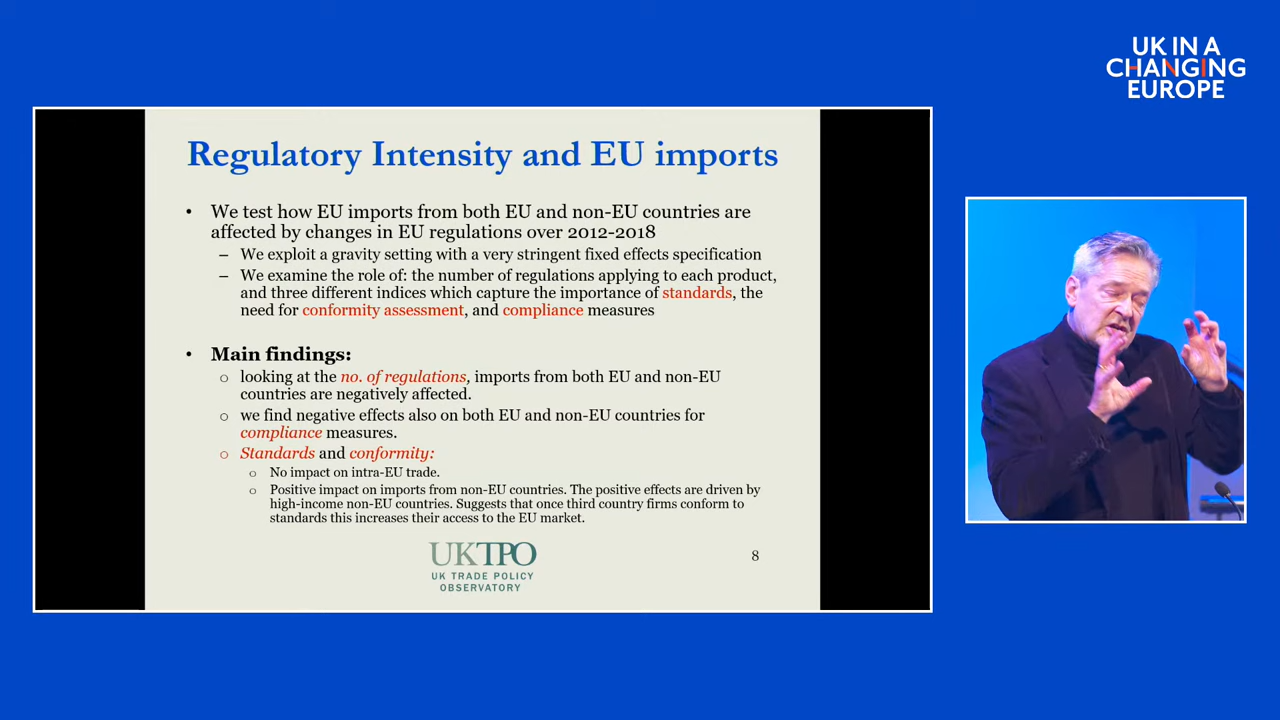 UK IN A
CHANGING
EUROPE
Regulatory Intensity and EU imports
• We test how EU imports from both EU and non-EU countries are
affected by changes in EU regulations over 2012-2018
– We exploit a gravity setting with a very stringent fixed effects specification
– We examine the role of: the number of regulations applying to each product,
and three different indices which capture the importance of standards, the
need for conformity assessment, and compliance measures
• Main findings:
o looking at the no. of regulations, imports from both EU and non-EU
countries are negatively affected.
o we find negative effects also on both EU and non-EU countries for
compliance measures.
o Standards and conformity:
o No impact on intra-EU trade.
o Positive impact on imports from non-EU countries. The positive effects are driven by
high-income non-EU countries. Suggests that once third country firms conform to
standards this increases their access to the EU market.
UKTPO
UK TRADE POLICY
OBSERVATORY
8